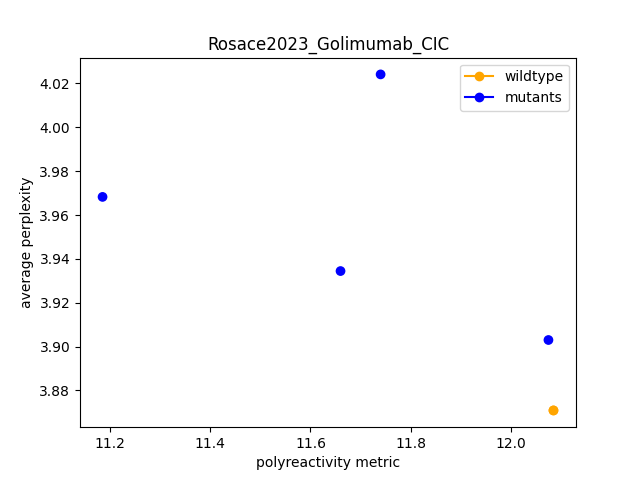 Rosace2023_Golimumab_CIC
wildtype
mutants
4.02
4.00
3.98
3.96
3.94
3.92
3.90
3.88
average perplexity
11.2 11.4 11.6 11.8 12.0
polyreactivity metric